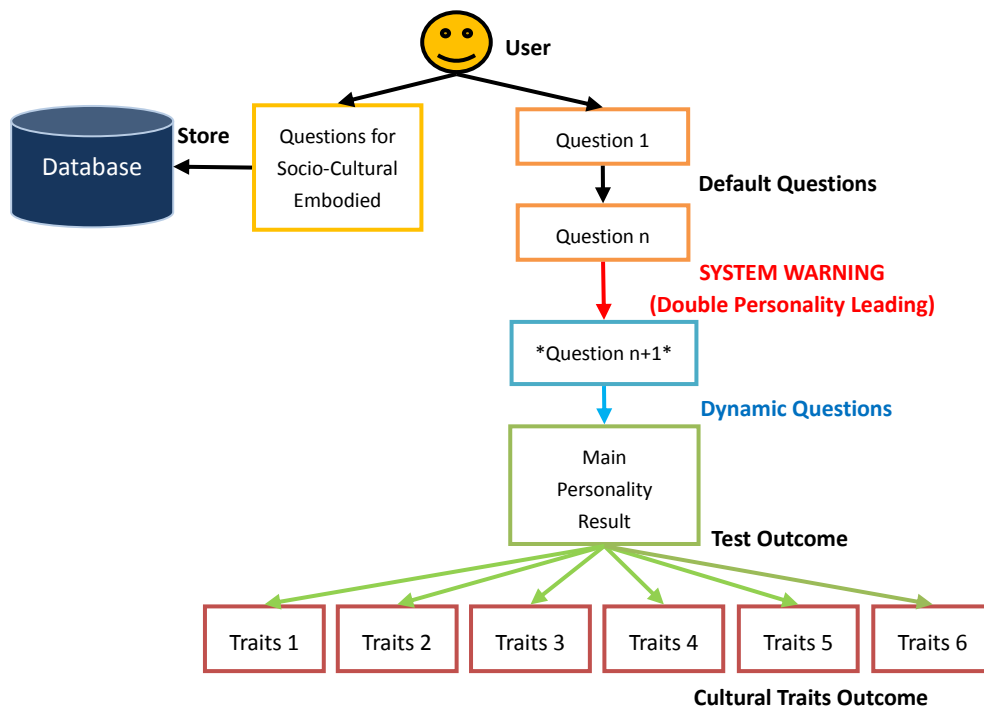 User
Database
Store
Questions for
Socio-Cultural
Embodied
Question 1
Default Questions
Question n
SYSTEM WARNING
(Double Personality Leading)
*Question n+1*
Dynamic Questions
Main
Personality
Result
Test Outcome
Traits 1
Traits 2
Traits 3
Traits 4
Traits 5
Traits 6
Cultural Traits Outcome